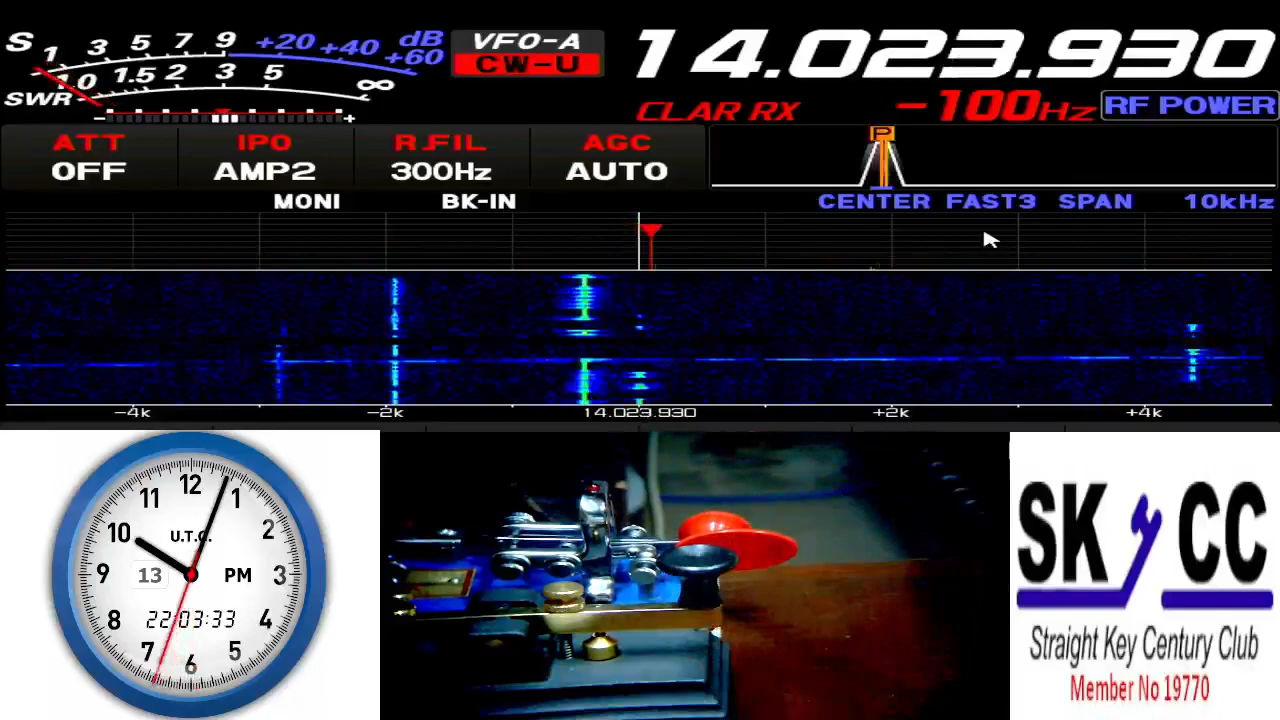 S 1 3 5 7 9 +20 +40 +60 dB
SWR 1.0 1.5 2 3 5 ∞
− +
VFO-A
CW-U
14.023.930
CLAR RX −100Hz RF POWER
ATT IPO R.FIL AGC
OFF AMP2 300Hz AUTO
P
MONI BK-IN CENTER FAST3 SPAN 10kHz
−4k −2k 14.023.930 +2k +4k
12 1 2 3 4 5 6 7 8 9 10 11
U.T.C.
13 PM
22:03:33
SK CC
Straight Key Century Club
Member No 19770